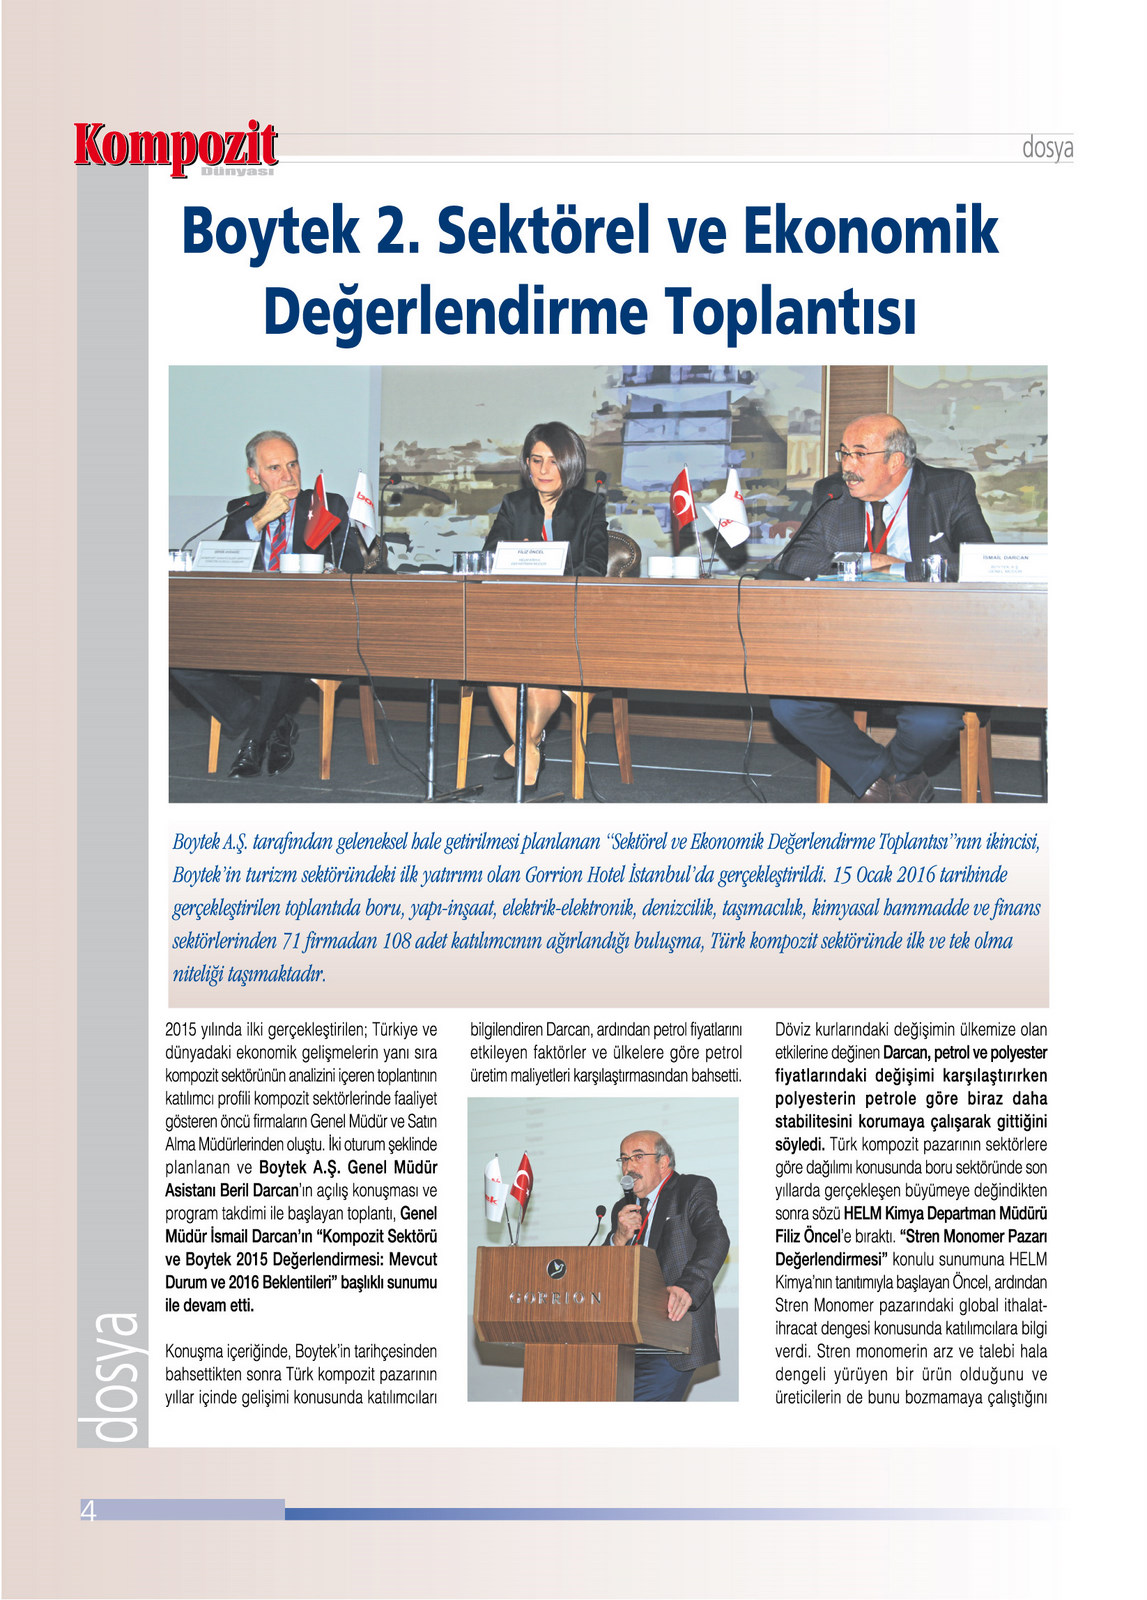 Kompozit
Dünyası
dosya
Boytek 2. Sektörel ve Ekonomik
Değerlendirme Toplantısı
FİLİZ ÖNCEL
İSMAİL DARCAN
BOYTEK A.Ş.
Boytek A.Ş. tarafından geleneksel hale getirilmesi planlanan “Sektörel ve Ekonomik Değerlendirme Toplantısı”nın ikincisi,
Boytek’in turizm sektöründeki ilk yatırımı olan Gorrion Hotel İstanbul’da gerçekleştirildi. 15 Ocak 2016 tarihinde
gerçekleştirilen toplantıda boru, yapı-inşaat, elektrik-elektronik, denizcilik, taşımacılık, kimyasal hammadde ve finans
sektörlerinden 71 firmadan 108 adet katılımcının ağırlandığı buluşma, Türk kompozit sektöründe ilk ve tek olma
niteliği taşımaktadır.
2015 yılında ilki gerçekleştirilen; Türkiye ve
dünyadaki ekonomik gelişmelerin yanı sıra
kompozit sektörünün analizini içeren toplantının
katılımcı profili kompozit sektörlerinde faaliyet
gösteren öncü firmaların Genel Müdür ve Satın
Alma Müdürlerinden oluştu. İki oturum şeklinde
planlanan ve Boytek A.Ş. Genel Müdür
Asistanı Beril Darcan’ın açılış konuşması ve
program takdimi ile başlayan toplantı, Genel
Müdür İsmail Darcan’ın “Kompozit Sektörü
ve Boytek 2015 Değerlendirmesi: Mevcut
Durum ve 2016 Beklentileri” başlıklı sunumu
ile devam etti.
Konuşma içeriğinde, Boytek’in tarihçesinden
bahsettikten sonra Türk kompozit pazarının
yıllar içinde gelişimi konusunda katılımcıları
bilgilendiren Darcan, ardından petrol fiyatlarını
etkileyen faktörler ve ülkelere göre petrol
üretim maliyetleri karşılaştırmasından bahsetti.
GORRION
Döviz kurlarındaki değişimin ülkemize olan
etkilerine değinen Darcan, petrol ve polyester
fiyatlarındaki değişimi karşılaştırırken
polyesterin petrole göre biraz daha
stabilitesini korumaya çalışarak gittiğini
söyledi. Türk kompozit pazarının sektörlere
göre dağılımı konusunda boru sektöründe son
yıllarda gerçekleşen büyümeye değindikten
sonra sözü HELM Kimya Departman Müdürü
Filiz Öncel’e bıraktı. “Stren Monomer Pazarı
Değerlendirmesi” konulu sunumuna HELM
Kimya’nın tanıtımıyla başlayan Öncel, ardından
Stren Monomer pazarındaki global ithalat-
ihracat dengesi konusunda katılımcılara bilgi
verdi. Stren monomerin arz ve talebi hala
dengeli yürüyen bir ürün olduğunu ve
üreticilerin de bunu bozmamaya çalıştığını
dosya
4